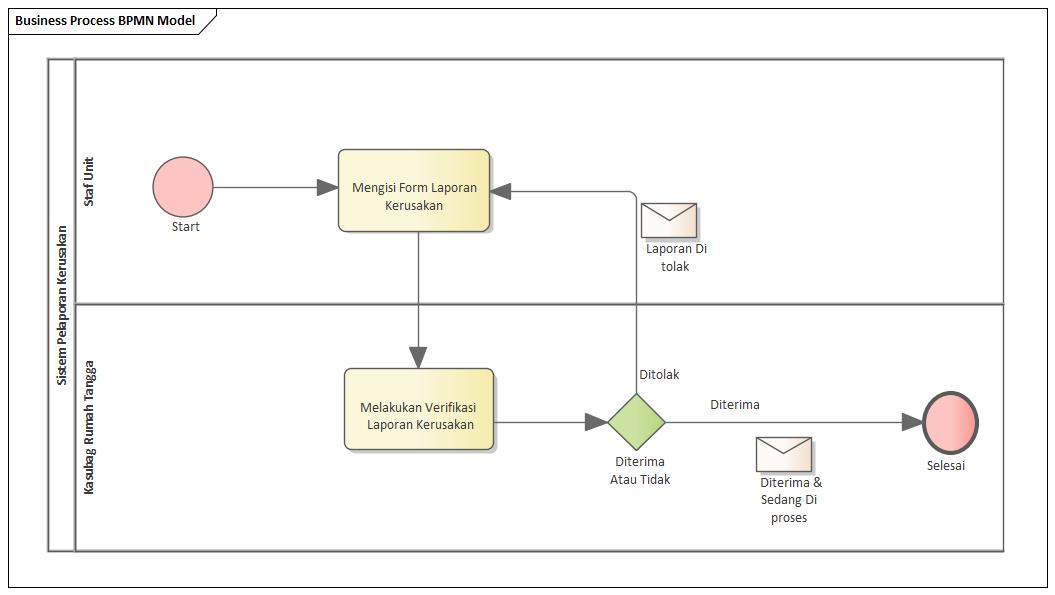 Business Process BPMN Model
Sistem Pelaporan Kerusakan
Staf Unit
Start
Mengisi Form Laporan
Kerusakan
Laporan Di
tolak
Kasubag Rumah Tangga
Melakukan Verifikasi
Laporan Kerusakan
Ditolak
Diterima
Atau Tidak
Diterima
Diterima &
Sedang Di
proses
Selesai